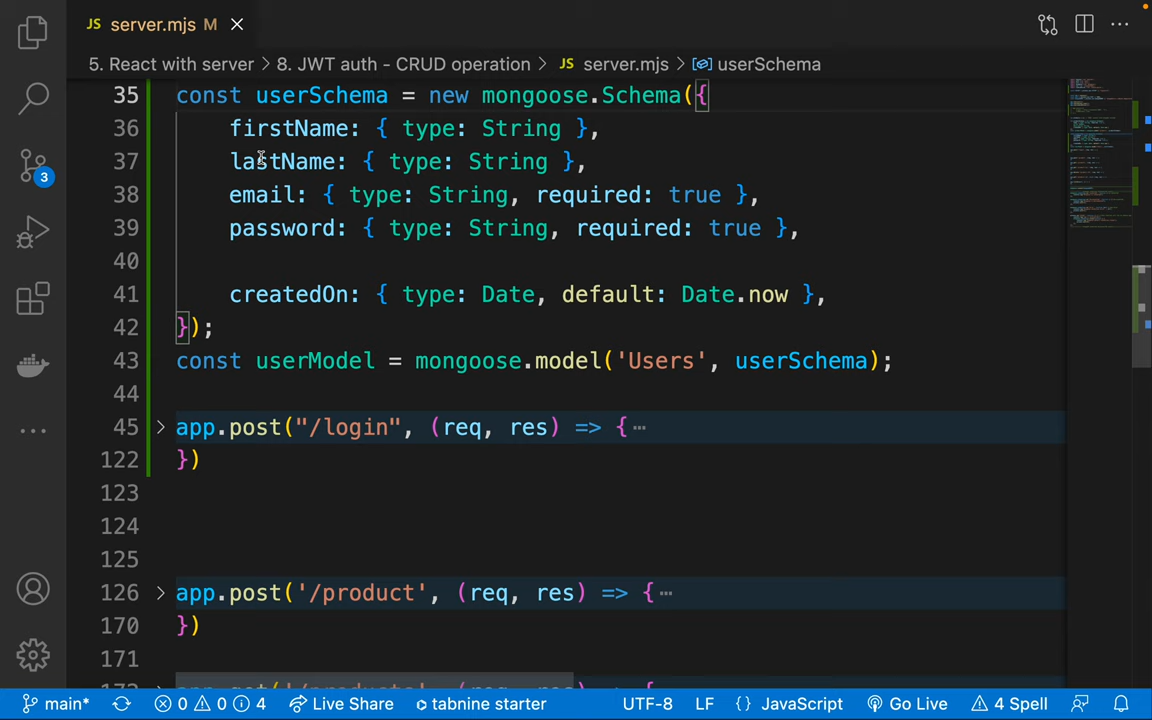 JS server.mjs M
5. React with server > 8. JWT auth - CRUD operation > JS server.mjs > userSchema
35 const userSchema = new mongoose.Schema({
36 firstName: { type: String },
37 lastName: { type: String },
38 email: { type: String, required: true },
39 password: { type: String, required: true },
40
41 createdOn: { type: Date, default: Date.now },
42 });
43 const userModel = mongoose.model('Users', userSchema);
44
45 app.post("/login", (req, res) => {
122 })
123
124
125
126 app.post('/product', (req, res) => {
170 })
171
3
main* 0 0 4 Live Share tabnine starter UTF-8 LF {} JavaScript Go Live 4 Spell